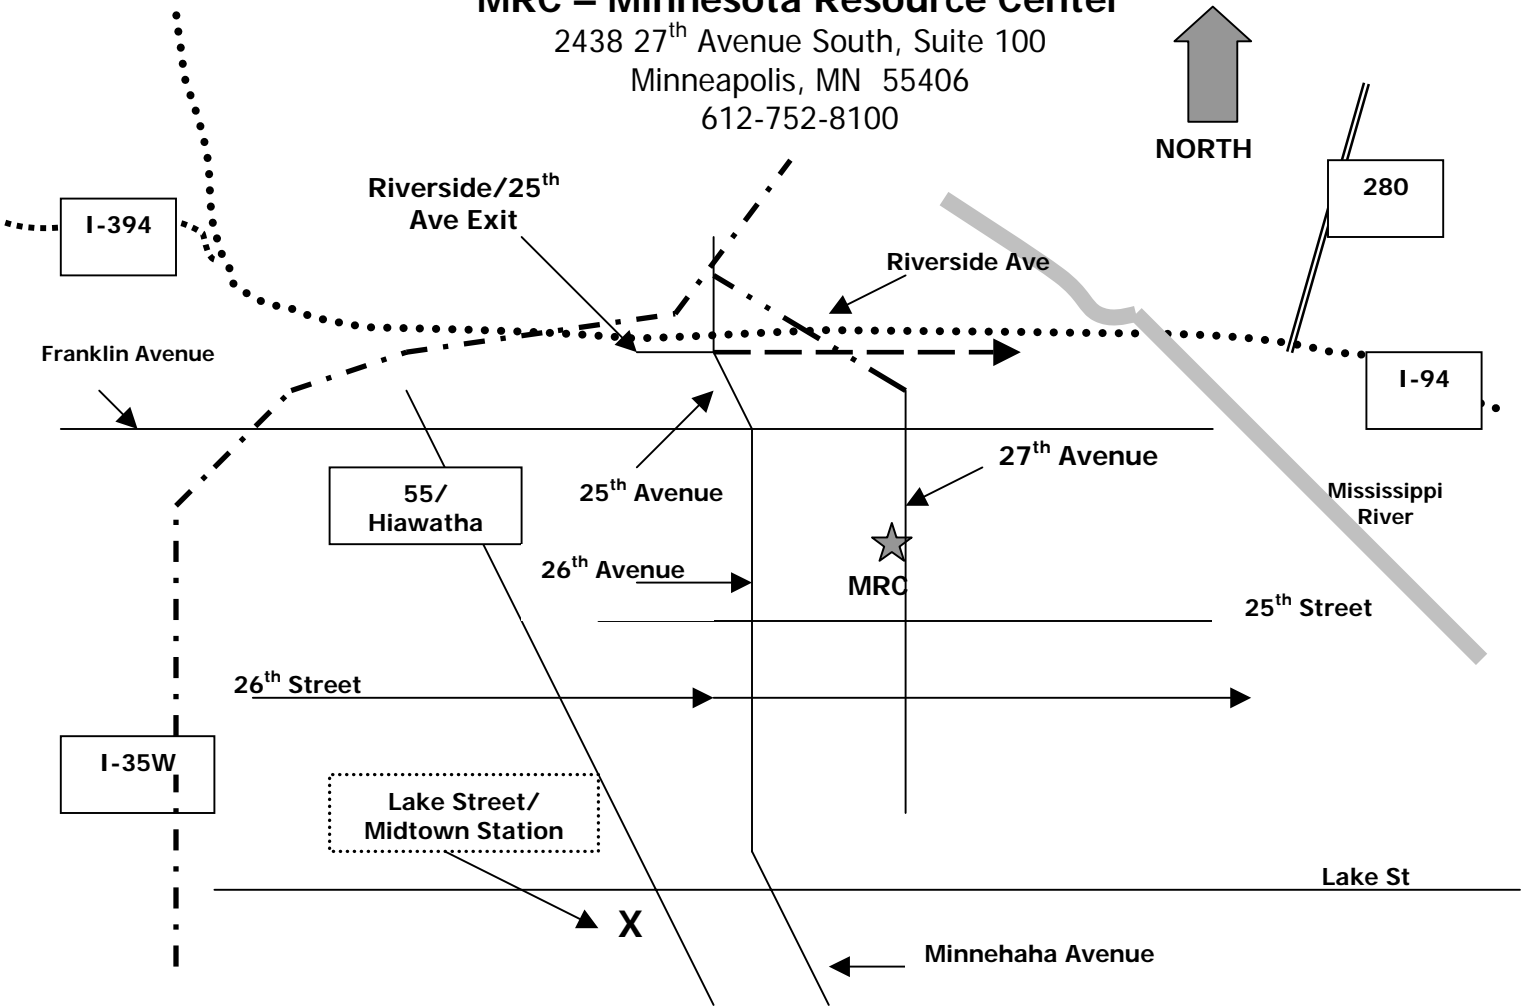 MRC – Minnesota Resource Center
2438 27th Avenue South, Suite 100
Minneapolis, MN 55406
612-752-8100
NORTH
280
Riverside/25th
Ave Exit
I-394
Riverside Ave
Franklin Avenue
I-94
27th Avenue
55/
Hiawatha
25th Avenue
Mississippi
River
26th Avenue
MRC
25th Street
26th Street
I-35W
Lake Street/
Midtown Station
Lake St
X
Minnehaha Avenue